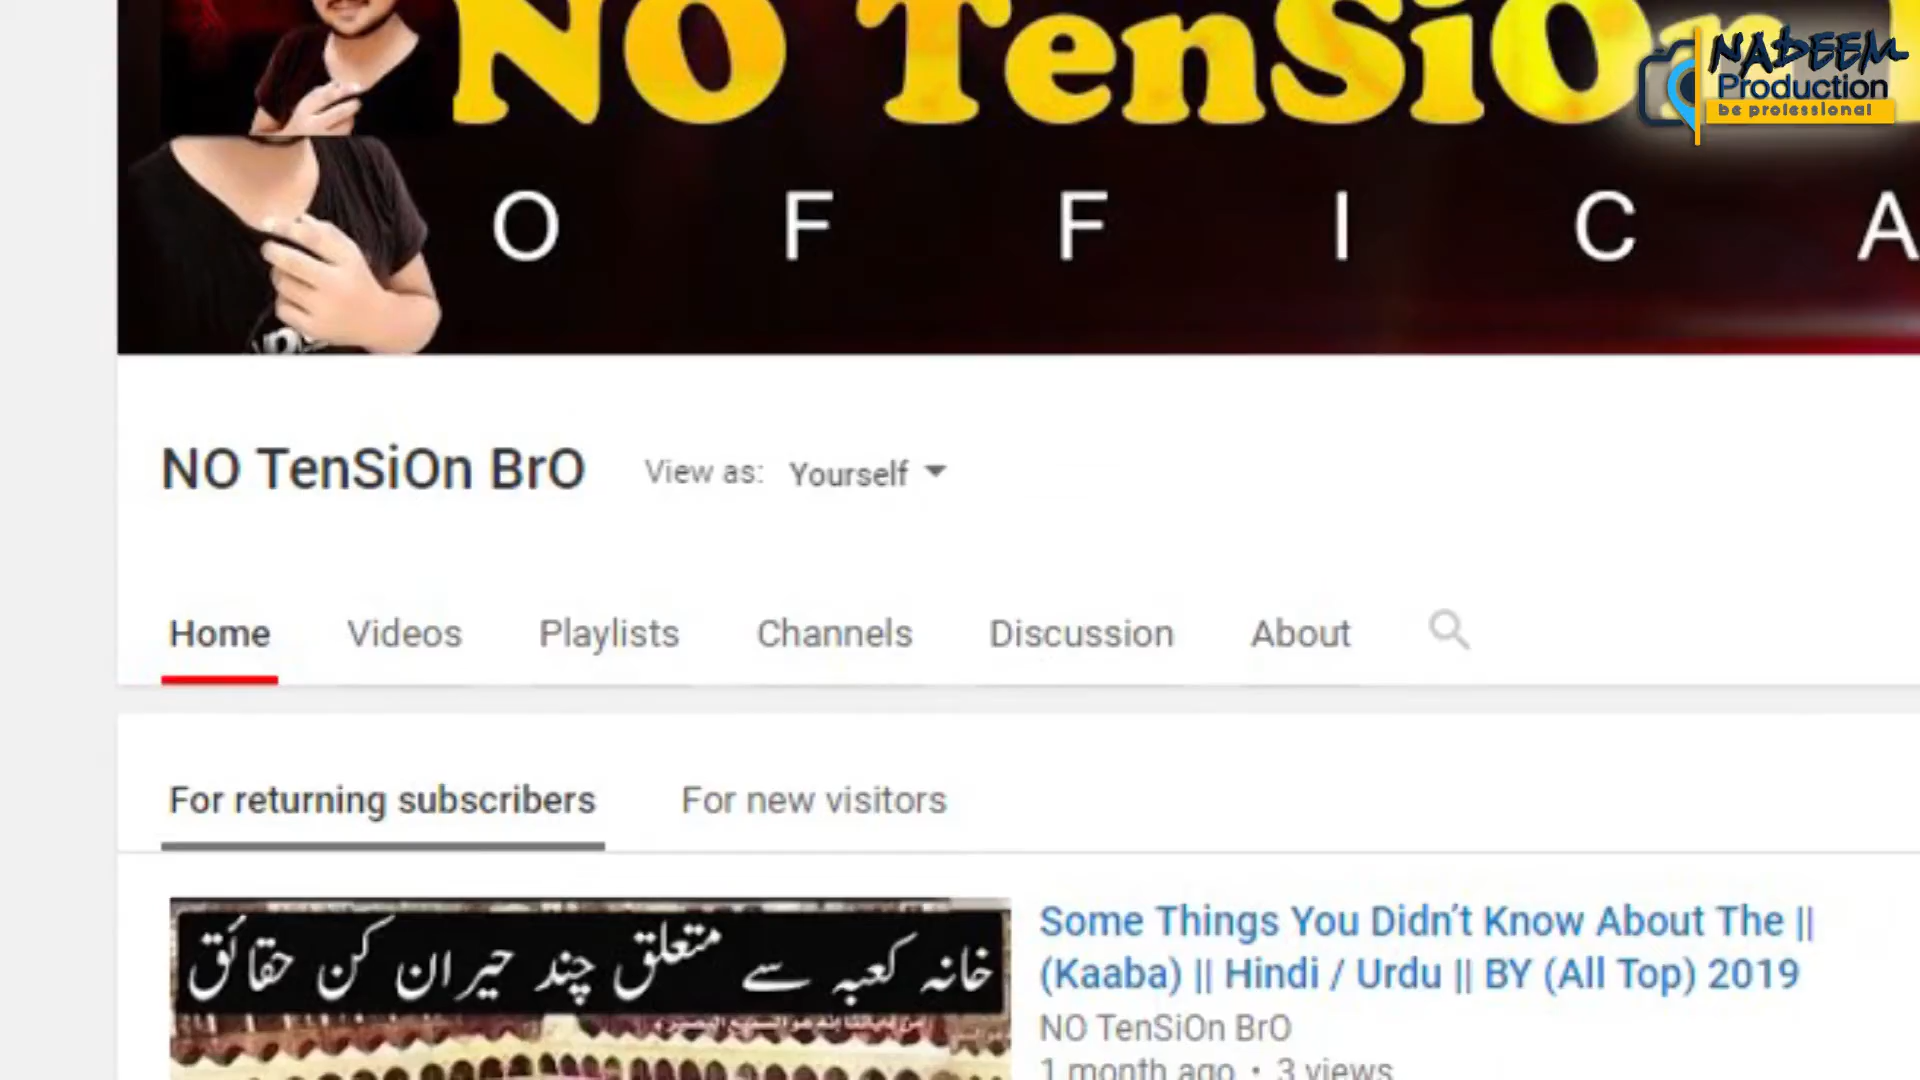 NO TenSiOn
NADEEM
Production
be professional
O F F I C A
NO TenSiOn BrO
View as: Yourself
Home Videos Playlists Channels Discussion About
For returning subscribers For new visitors
خانہ کعبہ سے متعلق چند حیران کن حقائق
Some Things You Didn't Know About The ||
(Kaaba) || Hindi / Urdu || BY (All Top) 2019
NO TenSiOn BrO
1 month ago · 3 views